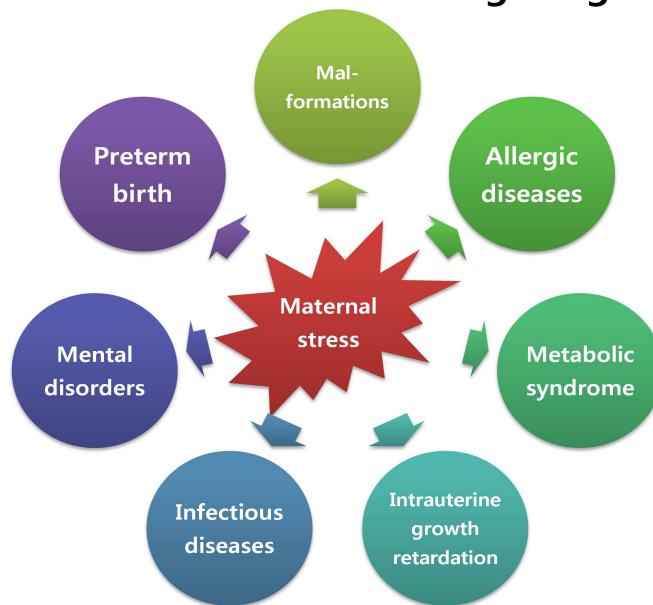 Mal-
formations
Allergic
diseases
Metabolic
syndrome
Intrauterine
growth
retardation
Infectious
diseases
Mental
disorders
Preterm
birth
Maternal
stress